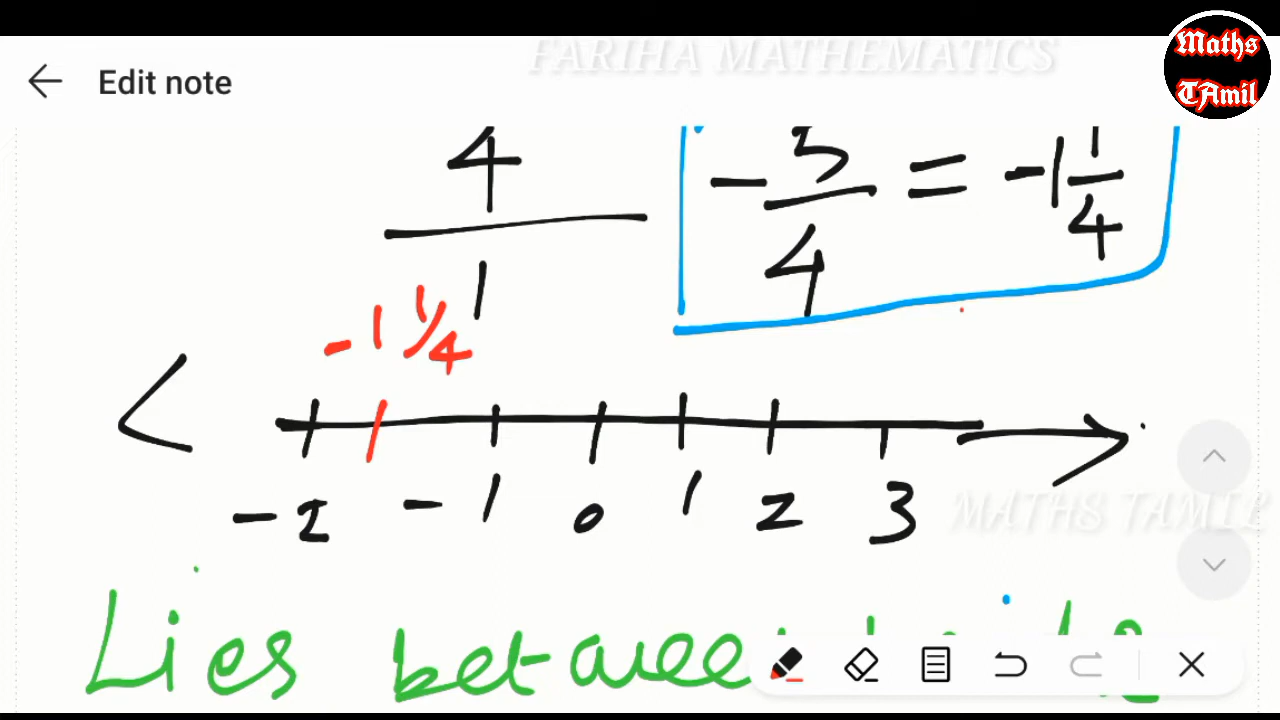 FARIHA MATHEMATICS
Maths
TAmil
Edit note
4
1
-5/4 = -1 1/4
-1 1/4
-2 -1 0 1 2 3
MATHS TAMIL
Lies between